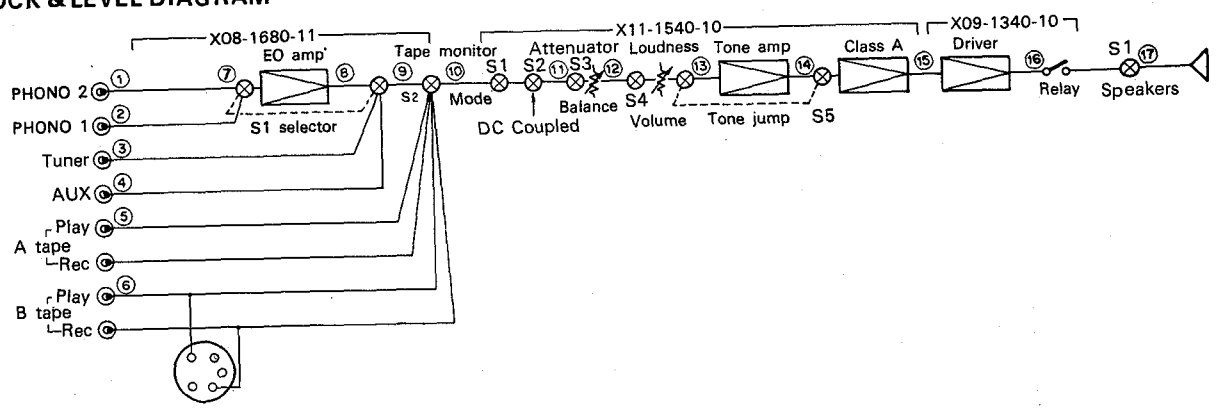 OCK & LEVEL DIAGRAM
X08-1680-11
X11-1540-10
X09-1340-10
EO amp
Tape monitor
Attenuator
Loudness
Tone amp
Class A
Driver
S1
S2
S3
S1
1
7
8
9
10
11
12
13
14
15
16
17
PHONO 2
S2
Mode
Balance
S4
Relay
Speakers
2
PHONO 1
S1 selector
DC Coupled
Volume
Tone jump
S5
3
Tuner
4
AUX
5
Play
A tape
Rec
6
Play
B tape
Rec